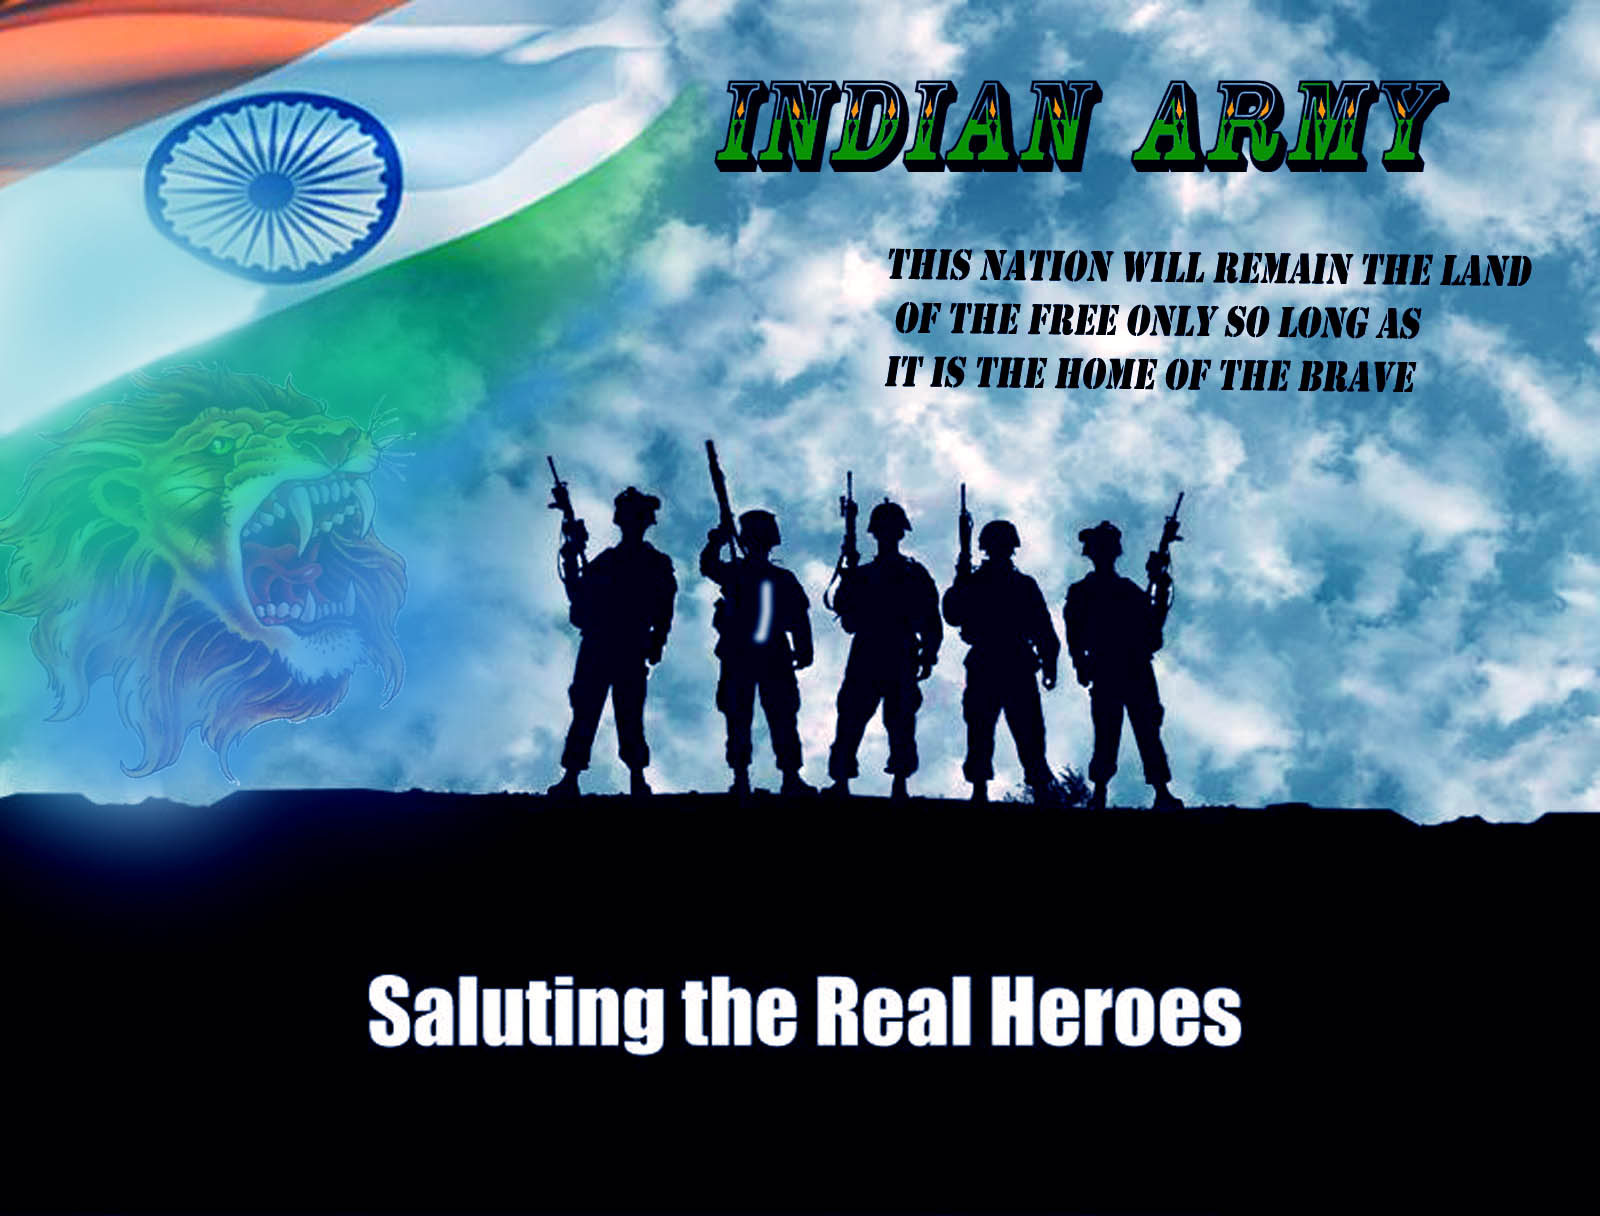 INDIAN ARMY
THIS NATION WILL REMAIN THE LAND
OF THE FREE ONLY SO LONG AS
IT IS THE HOME OF THE BRAVE
Saluting the Real Heroes